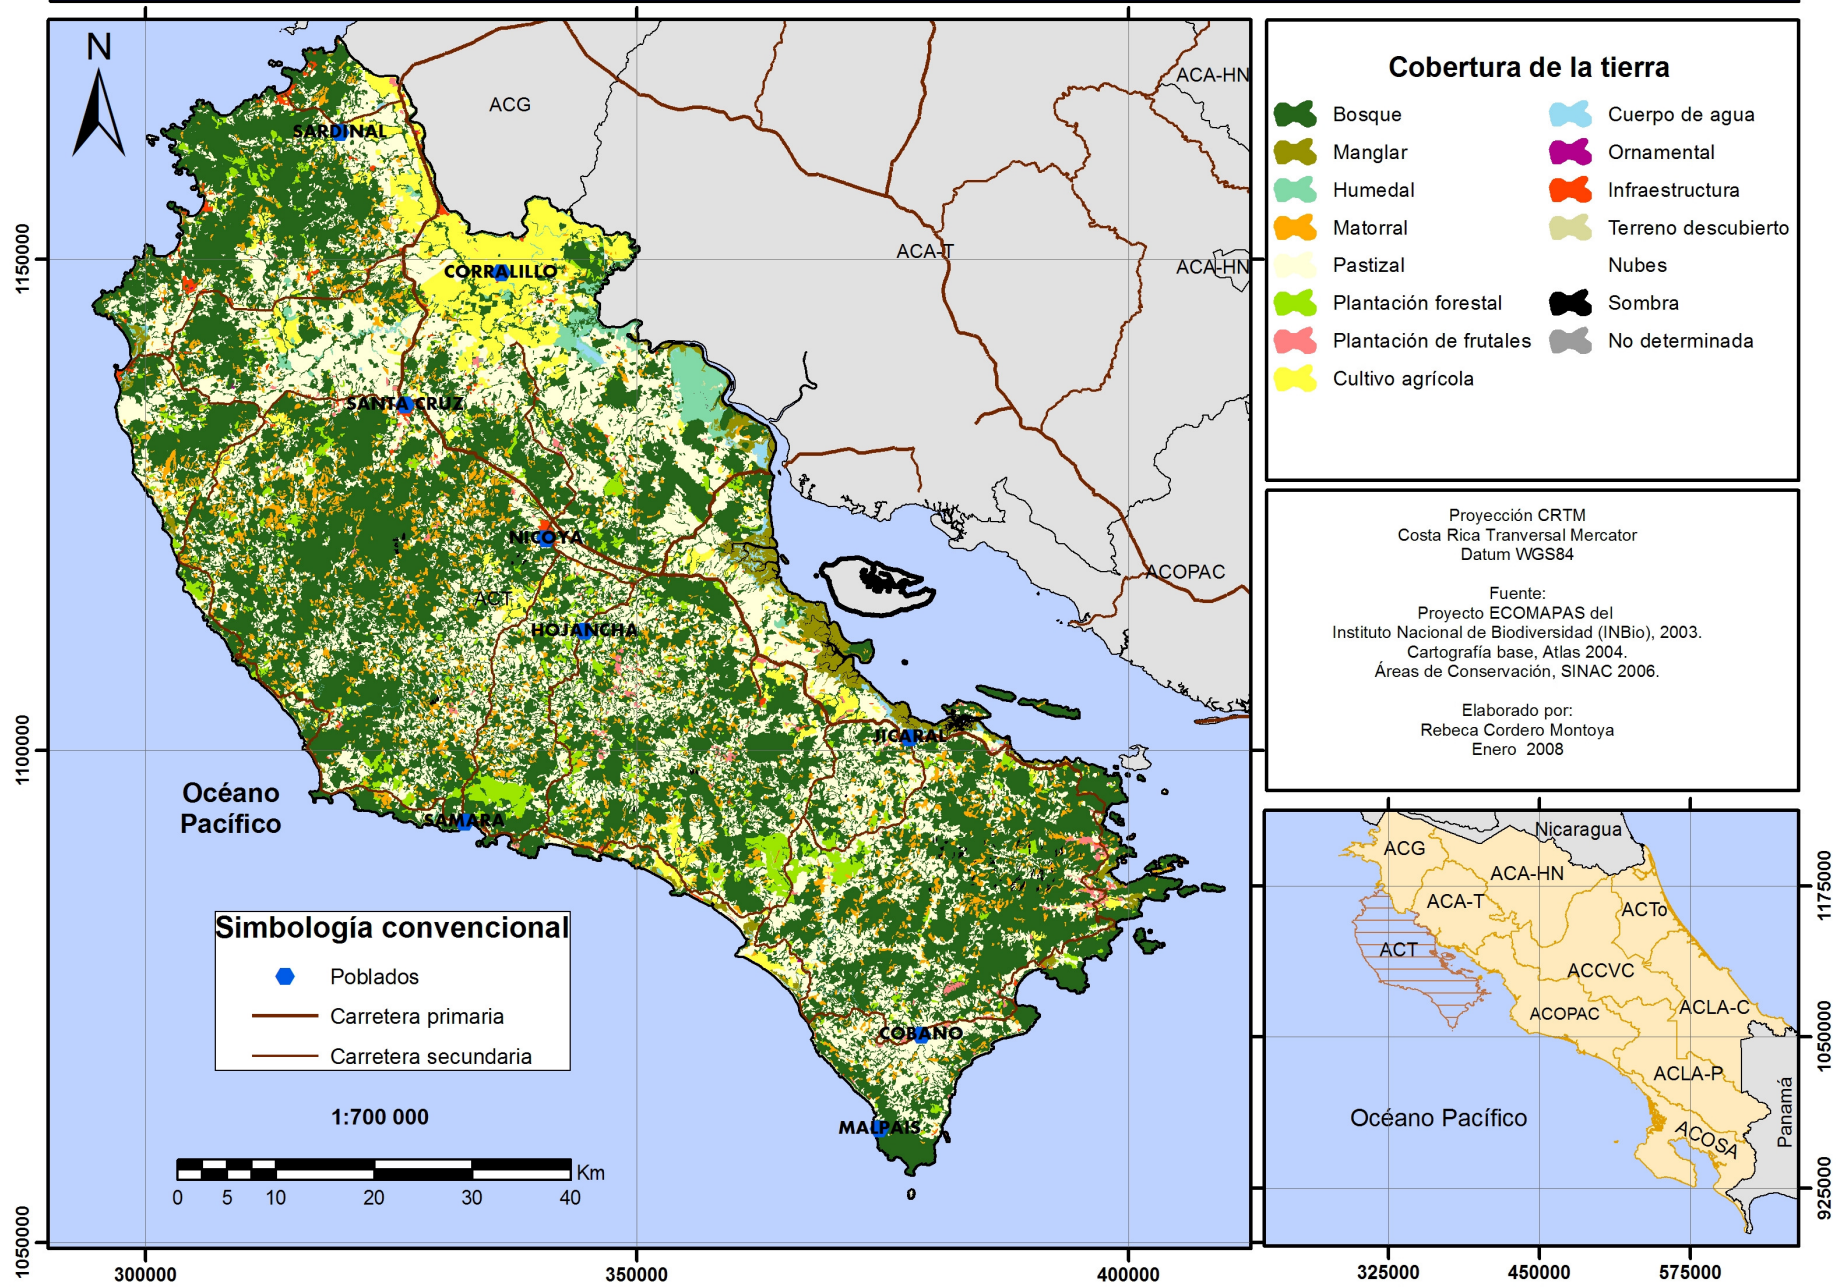 N
ACG
ACA-HN
SARDINAL
ACA-T
ACA-HN
CORRALILLO
SANTA CRUZ
NICOYA
ACOPAC
ACT
HOJANCHA
JICARAL
Océano
Pacífico
SAMARA
COBANO
MALPAIS
Simbología convencional
Poblados
Carretera primaria
Carretera secundaria
1:700 000
0 5 10 20 30 40 Km
1150000
1100000
1050000
300000
350000
400000
Cobertura de la tierra
Bosque
Manglar
Humedal
Matorral
Pastizal
Plantación forestal
Plantación de frutales
Cultivo agrícola
Cuerpo de agua
Ornamental
Infraestructura
Terreno descubierto
Nubes
Sombra
No determinada
Proyección CRTM
Costa Rica Tranversal Mercator
Datum WGS84
Fuente:
Proyecto ECOMAPAS del
Instituto Nacional de Biodiversidad (INBio), 2003.
Cartografía base, Atlas 2004.
Áreas de Conservación, SINAC 2006.
Elaborado por:
Rebeca Cordero Montoya
Enero 2008
Nicaragua
ACG
ACA-HN
ACA-T
ACTo
ACT
ACCVC
ACOPAC
ACLA-C
ACLA-P
Océano Pacífico
ACOSA
Panamá
1175000
1050000
925000
325000
450000
575000